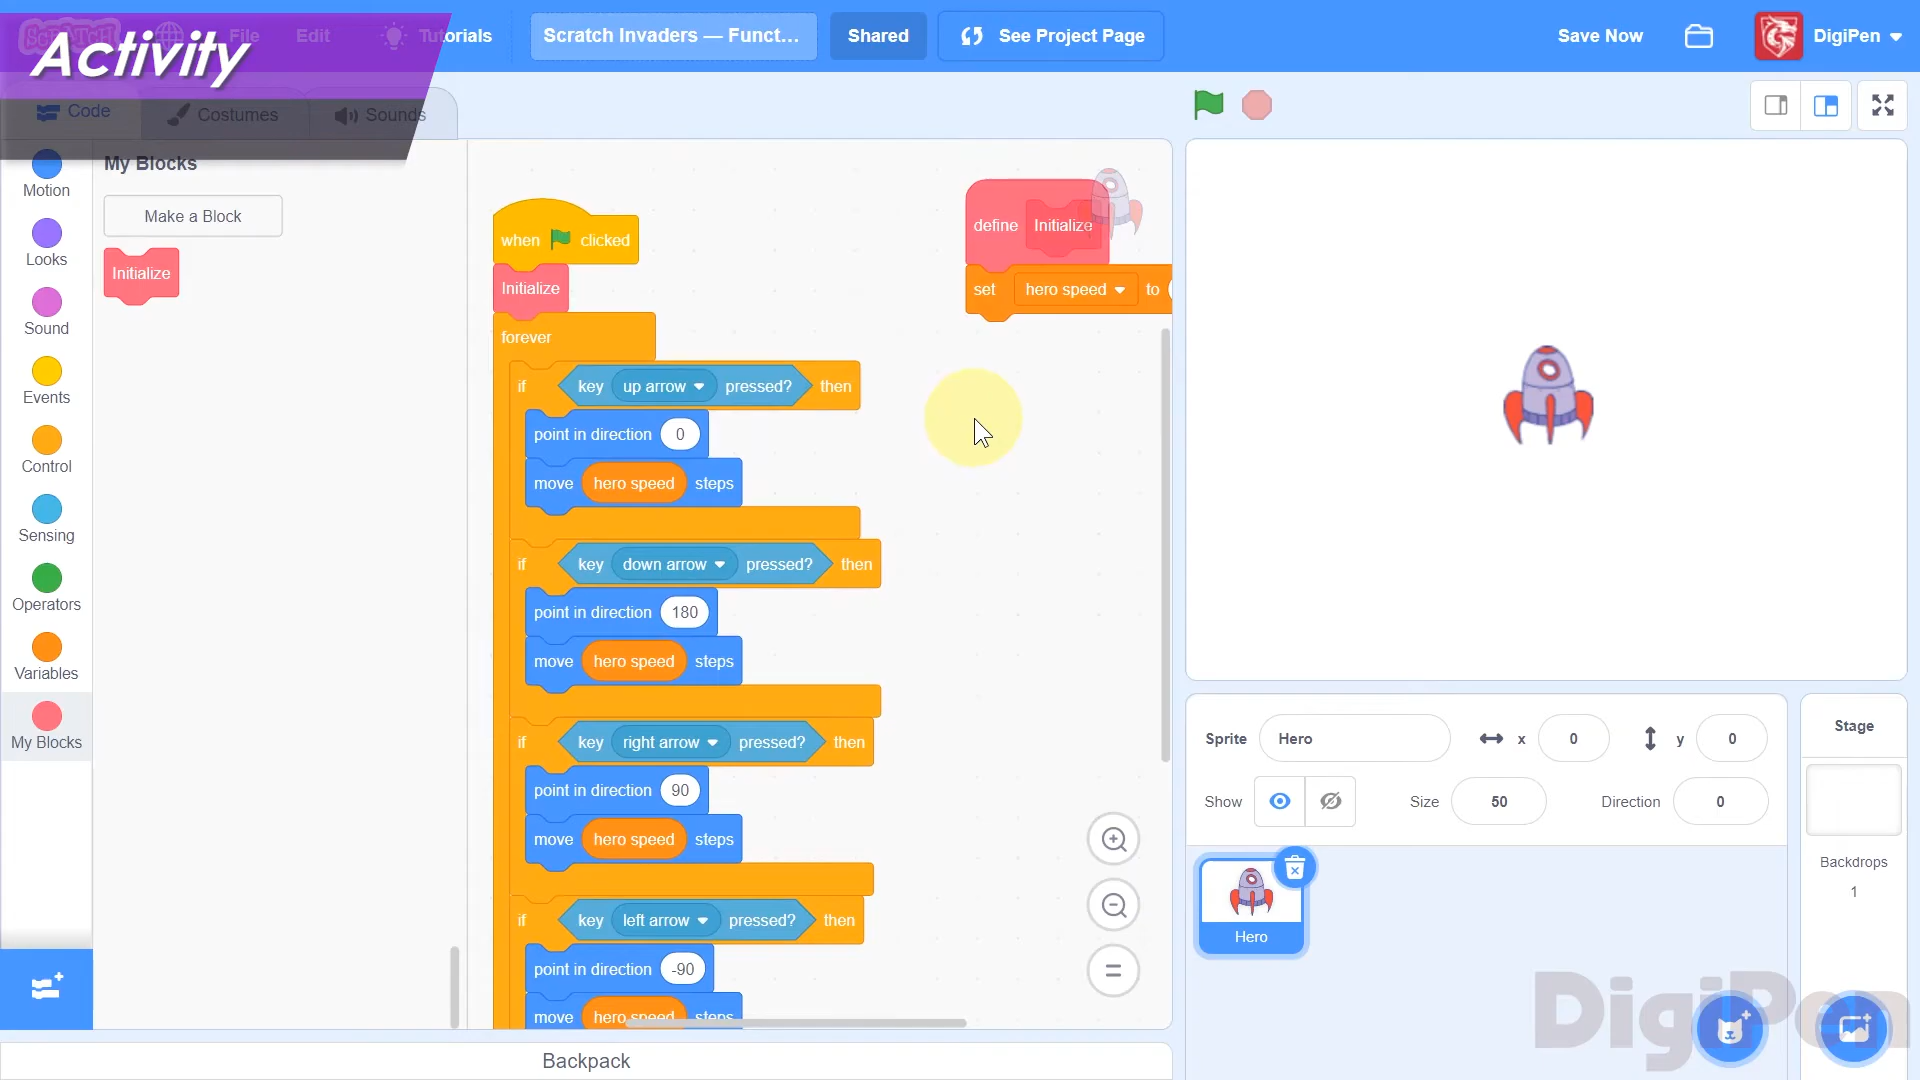 Activity
SCRATCH
File
Edit
Tutorials
Scratch Invaders — Funct...
Shared
See Project Page
Save Now
DigiPen
Code
Costumes
Sounds
Motion
Looks
Sound
Events
Control
Sensing
Operators
Variables
My Blocks
My Blocks
Make a Block
Initialize
when clicked
Initialize
forever
if key up arrow pressed? then
point in direction 0
move hero speed steps
if key down arrow pressed? then
point in direction 180
move hero speed steps
if key right arrow pressed? then
point in direction 90
move hero speed steps
if key left arrow pressed? then
point in direction -90
move hero speed steps
define Initialize
set hero speed to
Backpack
Sprite Hero x 0 y 0
Show Size 50 Direction 0
Hero
Stage
Backdrops
1
DigiPen